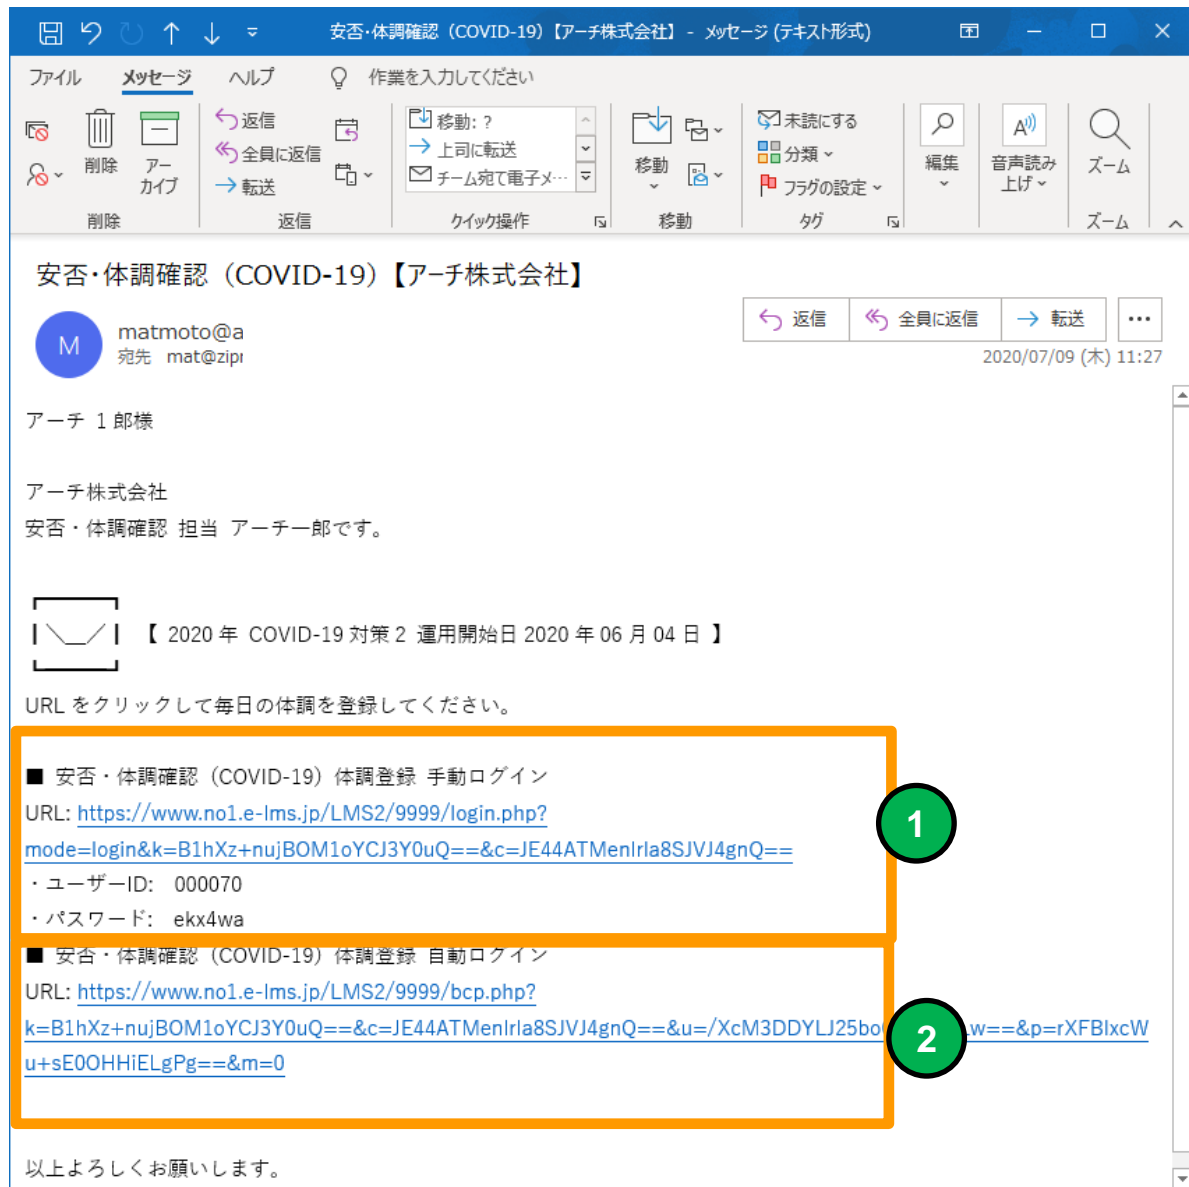 安否・体調確認（COVID-19）【アーチ株式会社】 - メッセージ (テキスト形式)
ファイル メッセージ ヘルプ 作業を入力してください
削除 アーカイブ
返信
全員に返信
転送
移動: ?
上司に転送
チーム宛て電子メ…
移動
未読にする
分類
フラグの設定
編集
音声読み上げ
ズーム
削除 返信 クイック操作 移動 タグ ズーム
安否・体調確認（COVID-19）【アーチ株式会社】
返信 全員に返信 転送 …
M
matmoto@a
宛先 mat@zipr
2020/07/09 (木) 11:27
アーチ 1 郎様
アーチ株式会社
安否・体調確認 担当 アーチ一郎です。
┏━━━━┓
┃＼＿／┃ 【 2020 年 COVID-19 対策 2 運用開始日 2020 年 06 月 04 日 】
┗━━━━┛
URL をクリックして毎日の体調を登録してください。
■ 安否・体調確認（COVID-19）体調登録 手動ログイン
URL: https://www.no1.e-lms.jp/LMS2/9999/login.php?
mode=login&k=B1hXz+nujBOM1oYCJ3Y0uQ==&c=JE44ATMenIrla8SJVJ4gnQ==
・ユーザーID: 000070
・パスワード: ekx4wa
1
■ 安否・体調確認（COVID-19）体調登録 自動ログイン
URL: https://www.no1.e-lms.jp/LMS2/9999/bcp.php?
k=B1hXz+nujBOM1oYCJ3Y0uQ==&c=JE44ATMenIrla8SJVJ4gnQ==&u=/XcM3DDYLJ25bo w==&p=rXFBIxcW
u+sE0OHHiELgPg==&m=0
2
以上よろしくお願いします。